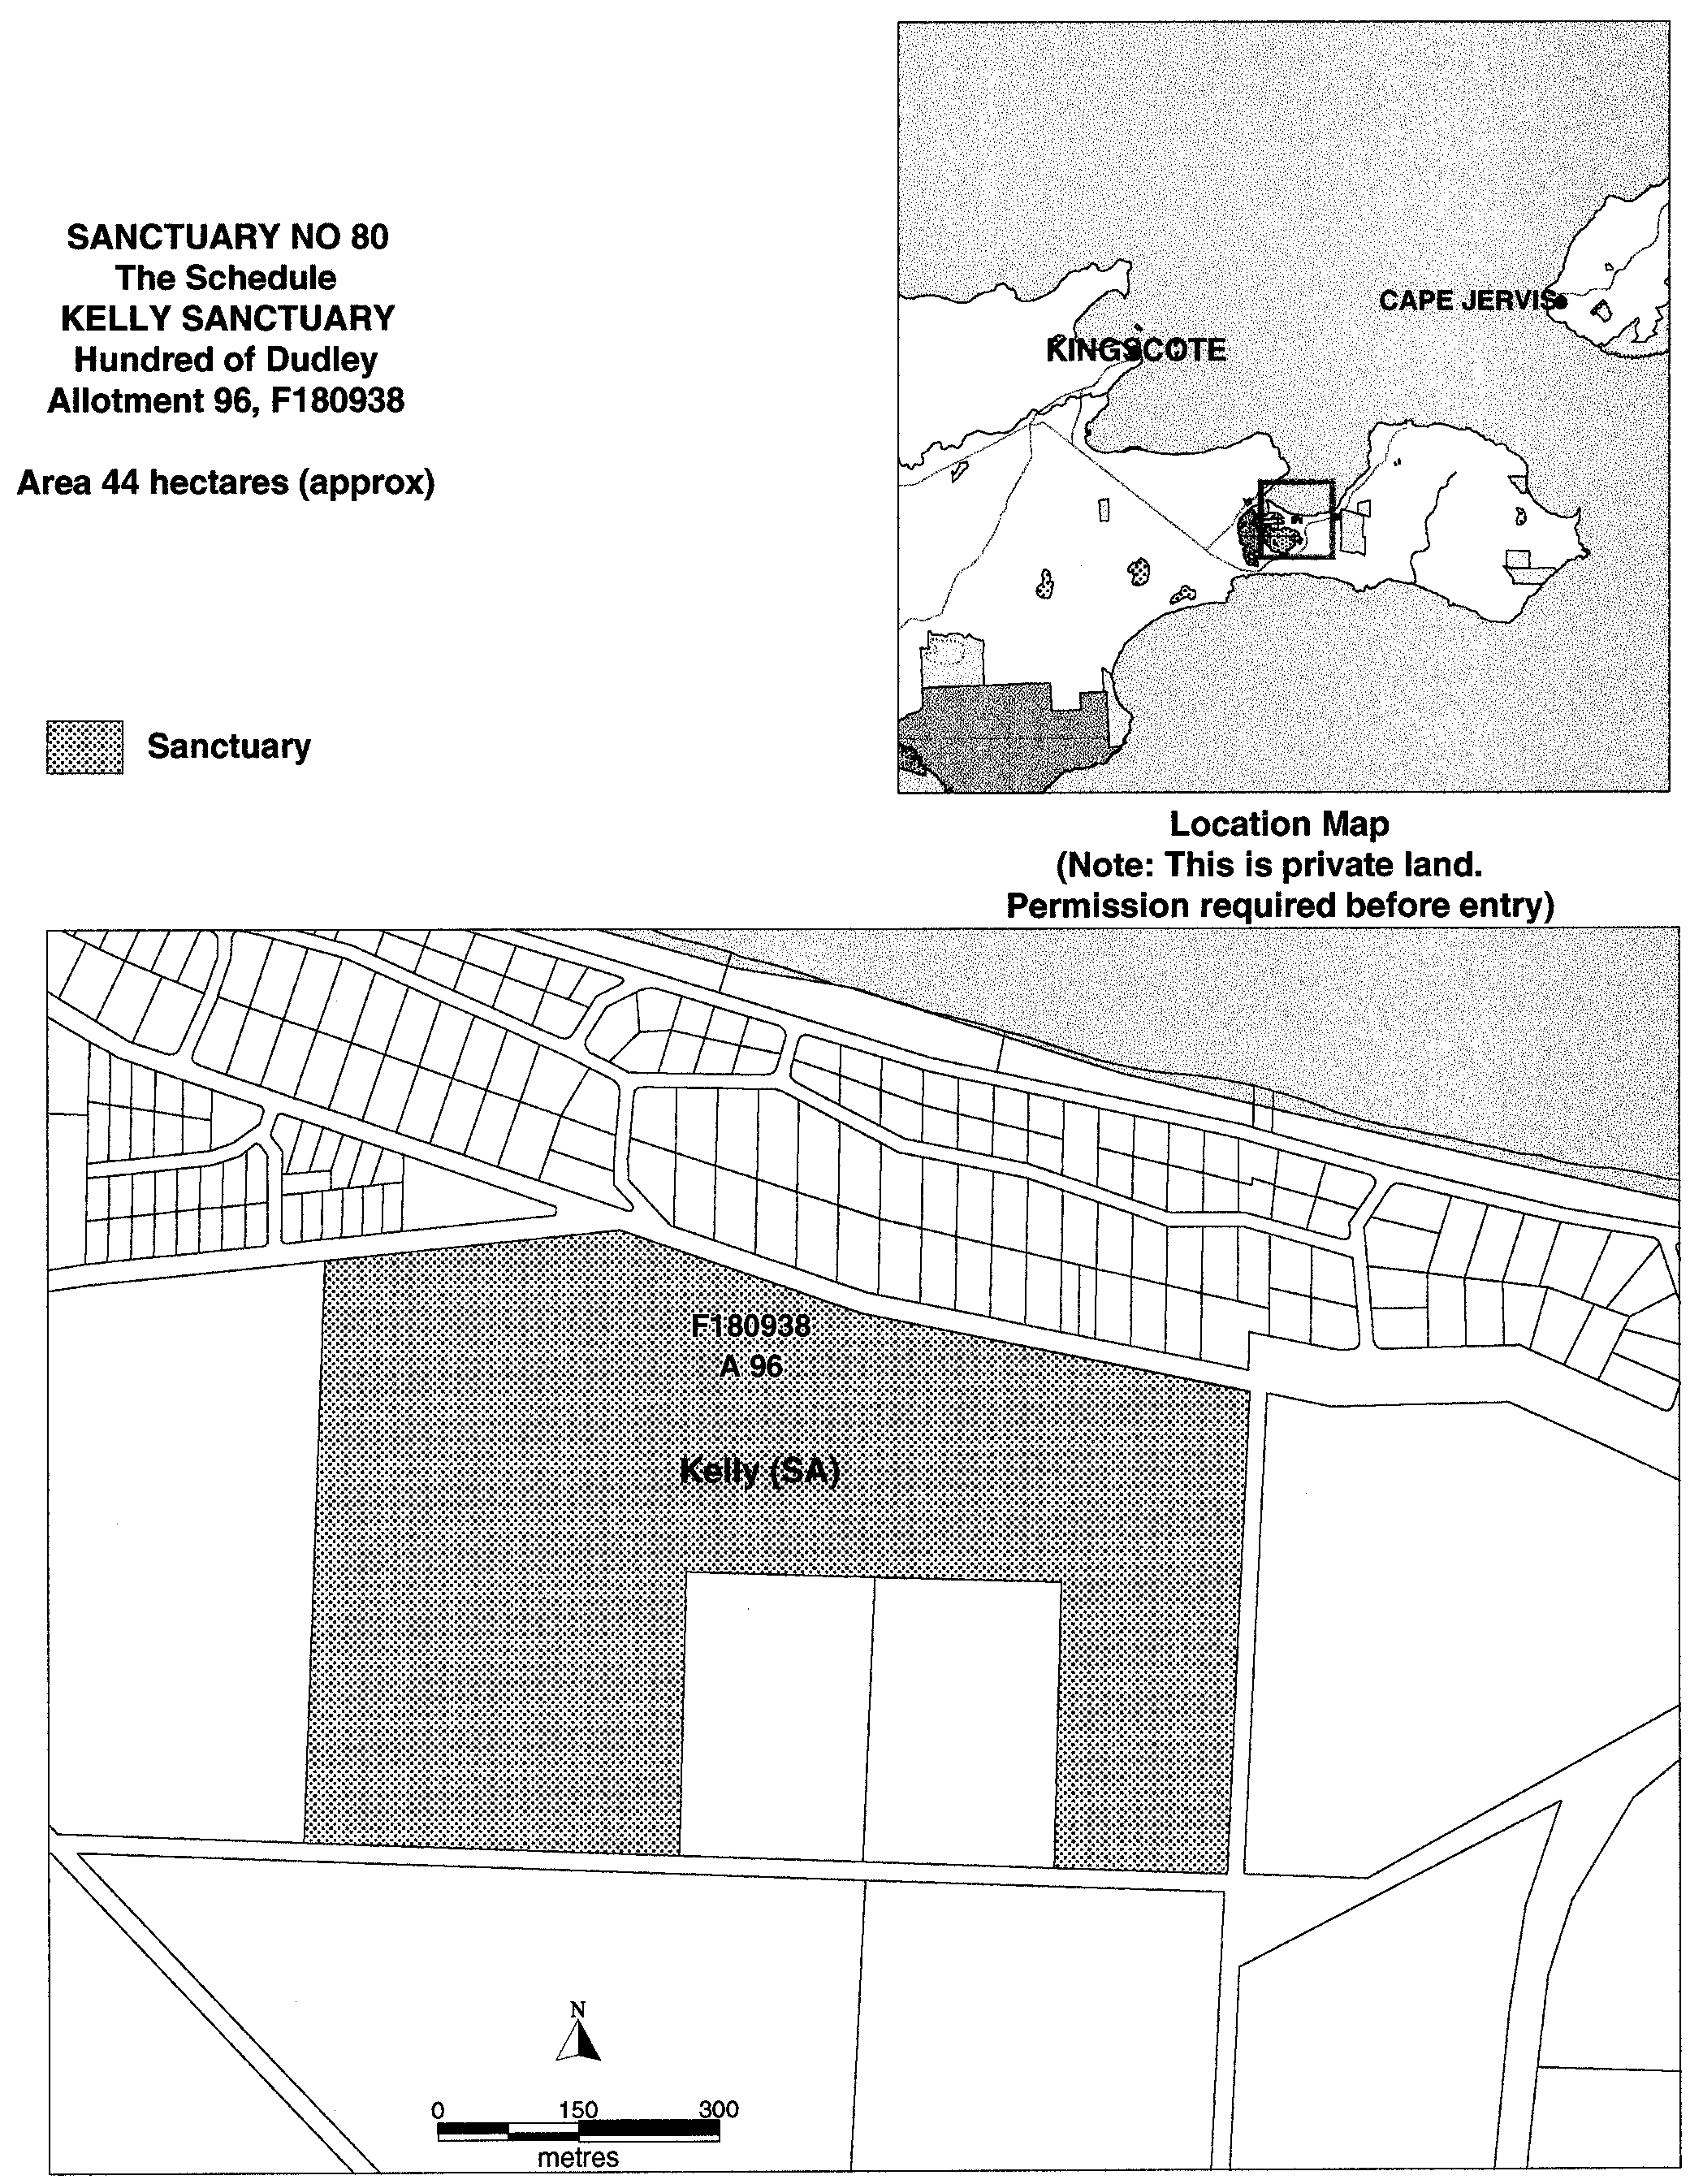 SANCTUARY NO 80
The Schedule
KELLY SANCTUARY
Hundred of Dudley
Allotment 96, F180938
Area 44 hectares (approx)
Sanctuary
CAPE JERVIS
KINGSCOTE
Location Map
(Note: This is private land.
Permission required before entry)
F180938
A 96
Kelly (SA)
N
0 150 300
metres